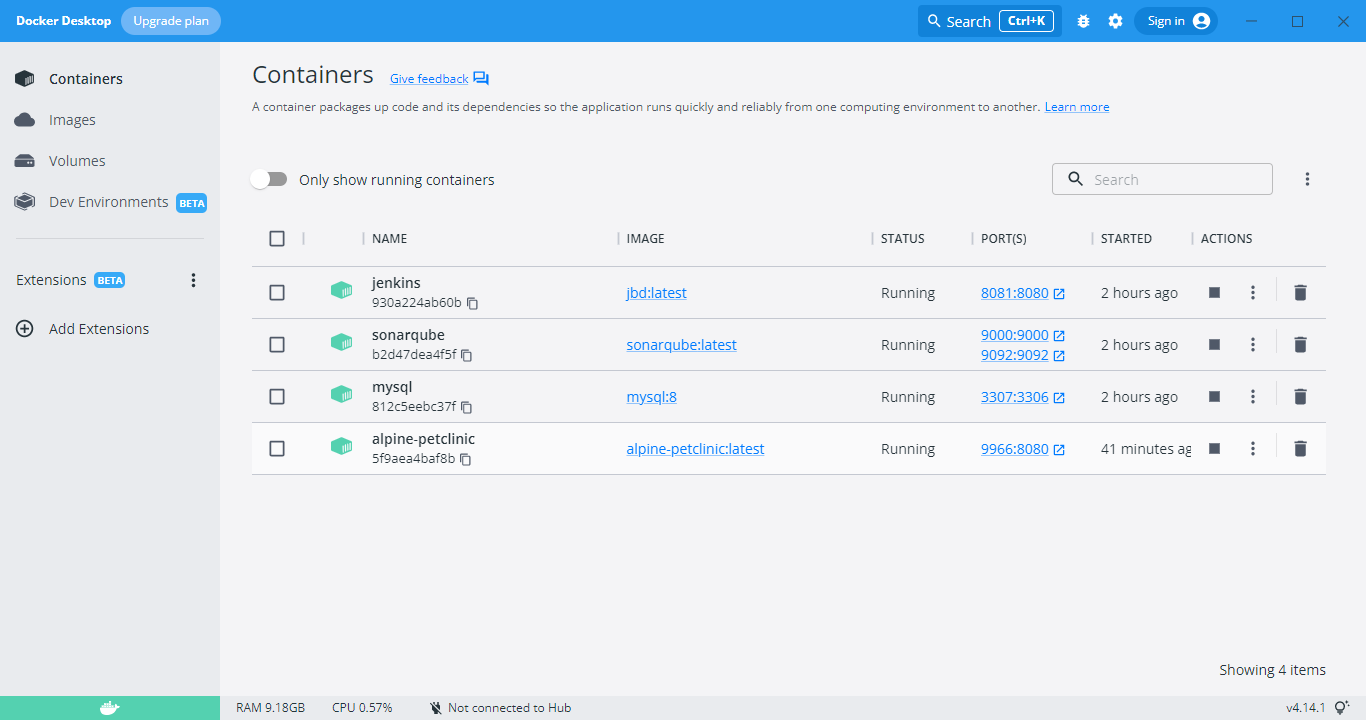 Docker Desktop Upgrade plan Search Ctrl+K Sign in
Containers
Images
Volumes
Dev Environments BETA
Extensions BETA
Add Extensions
Containers Give feedback
A container packages up code and its dependencies so the application runs quickly and reliably from one computing environment to another. Learn more
Only show running containers Search
NAME IMAGE STATUS PORT(S) STARTED ACTIONS
jenkins
930a224ab60b jbd:latest Running 8081:8080 2 hours ago
sonarqube
b2d47dea4f5f sonarqube:latest Running 9000:9000 2 hours ago
9092:9092
mysql
812c5eebc37f mysql:8 Running 3307:3306 2 hours ago
alpine-petclinic
5f9aea4baf8b alpine-petclinic:latest Running 9966:8080 41 minutes ag
Showing 4 items
RAM 9.18GB CPU 0.57% Not connected to Hub v4.14.1